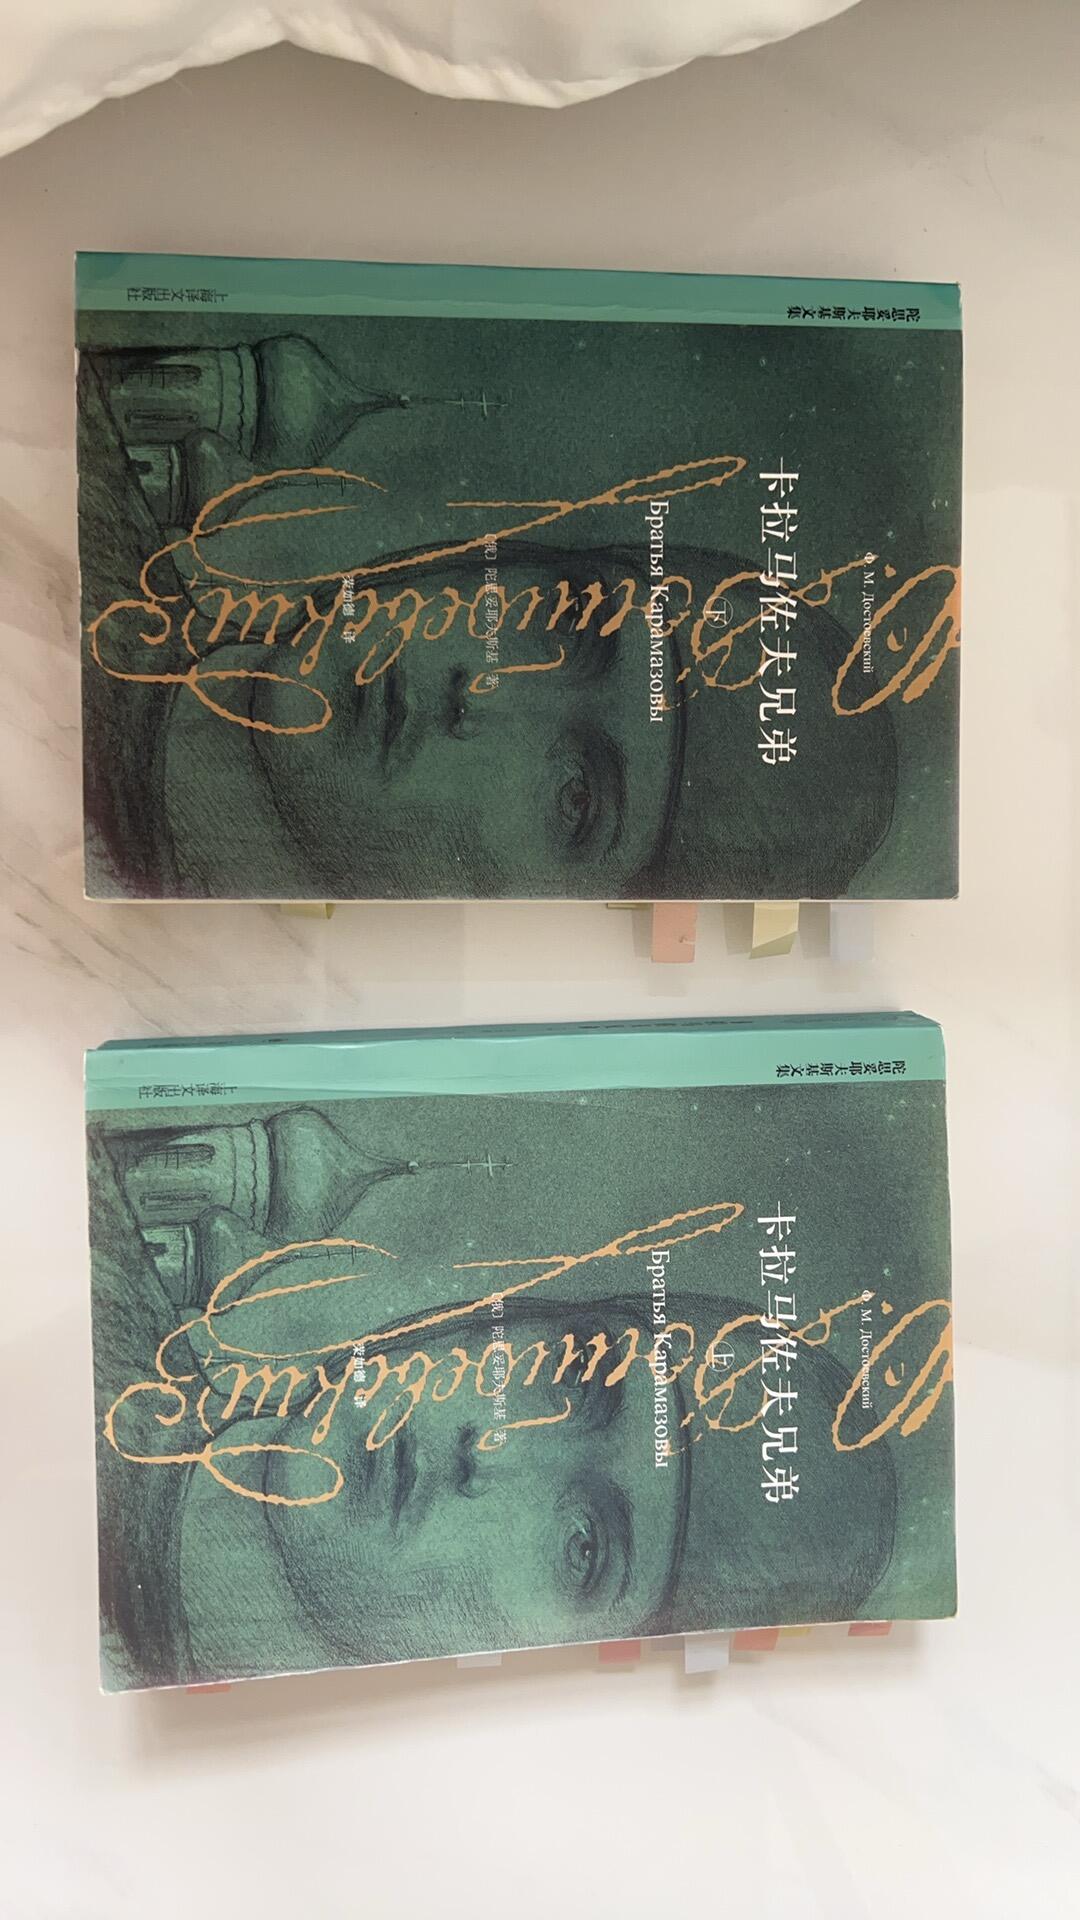 陀思妥耶夫斯基文集
上海译文出版社
Ф. М. Достоевский
卡拉马佐夫兄弟
下
Братья Карамазовы
〔俄〕陀思妥耶夫斯基 著
荣如德 译
陀思妥耶夫斯基文集
上海译文出版社
Ф. М. Достоевский
卡拉马佐夫兄弟
上
Братья Карамазовы
〔俄〕陀思妥耶夫斯基 著
荣如德 译